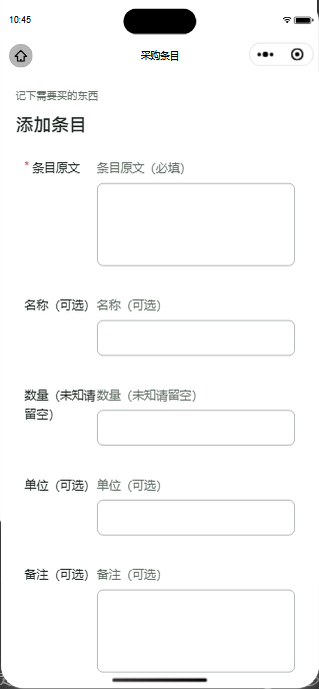 10:45
采购条目
记下需要买的东西
添加条目
* 条目原文 条目原文（必填）
名称（可选） 名称（可选）
数量（未知请留空） 数量（未知请留空）
单位（可选） 单位（可选）
备注（可选） 备注（可选）